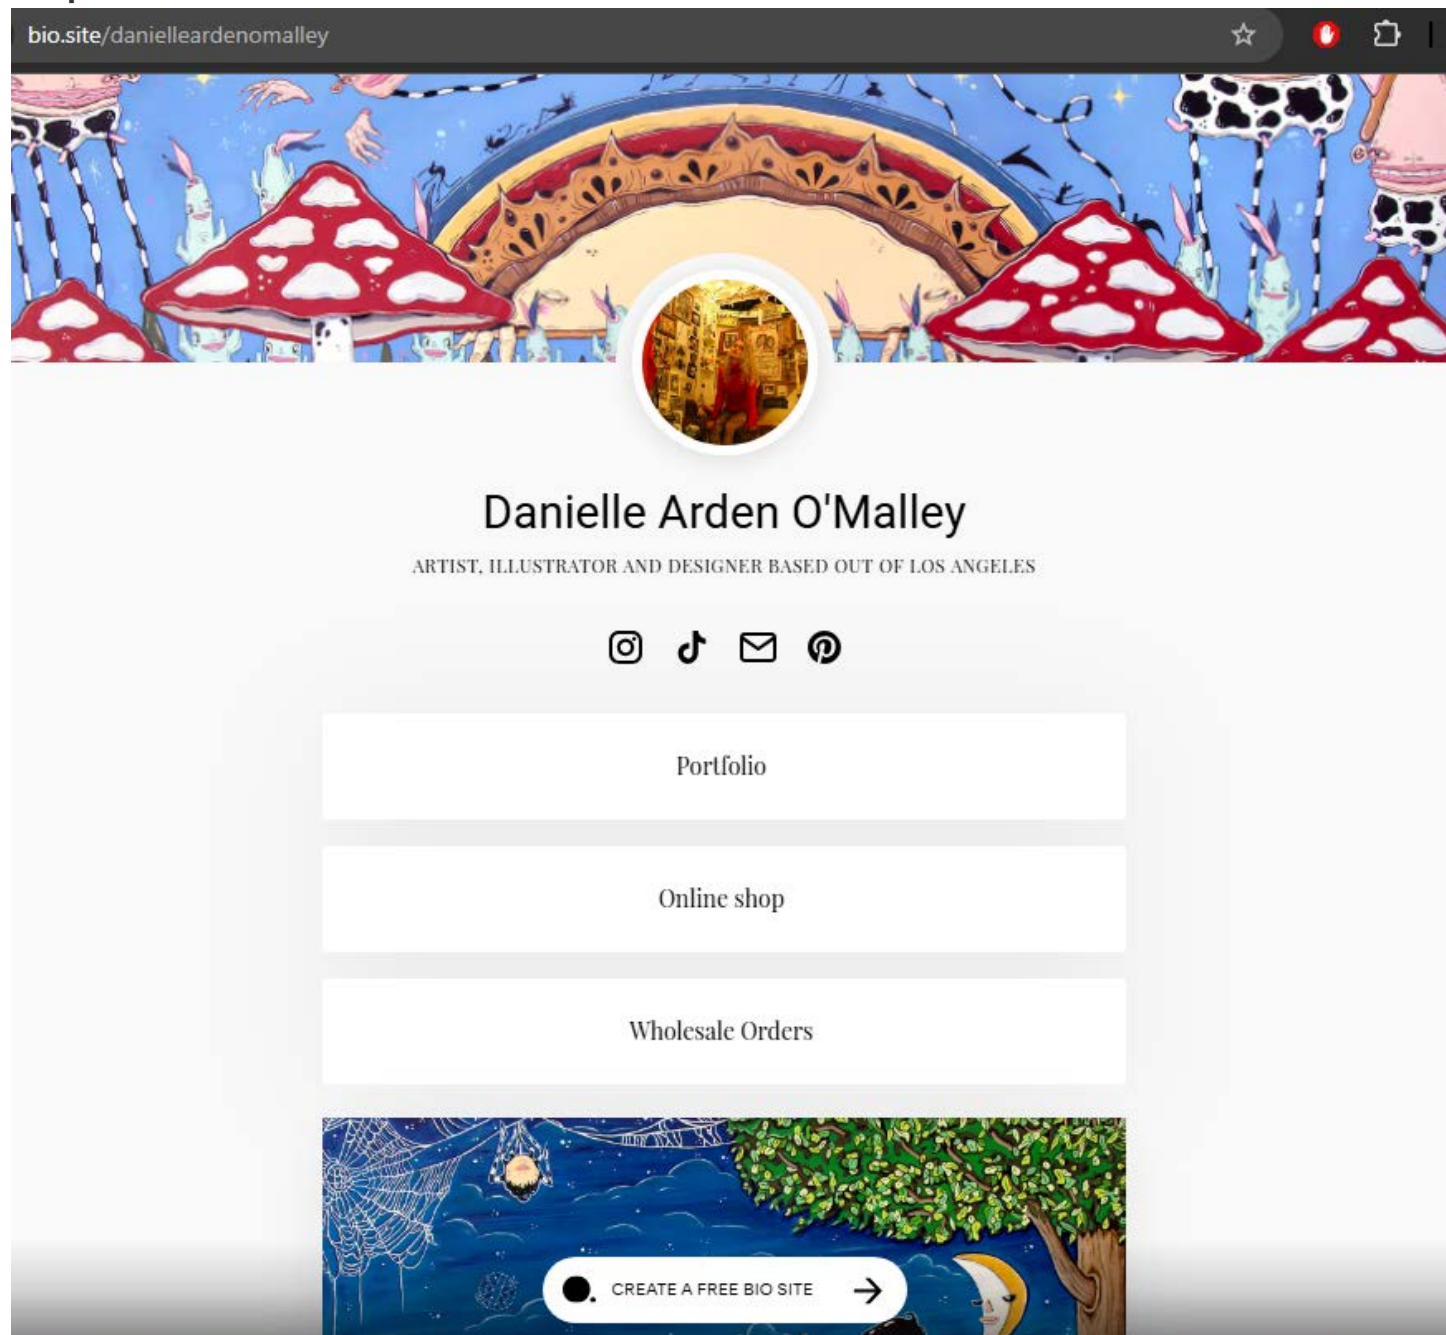 bio.site/danielleardenomalley
Danielle Arden O'Malley
ARTIST, ILLUSTRATOR AND DESIGNER BASED OUT OF LOS ANGELES
Portfolio
Online shop
Wholesale Orders
CREATE A FREE BIO SITE